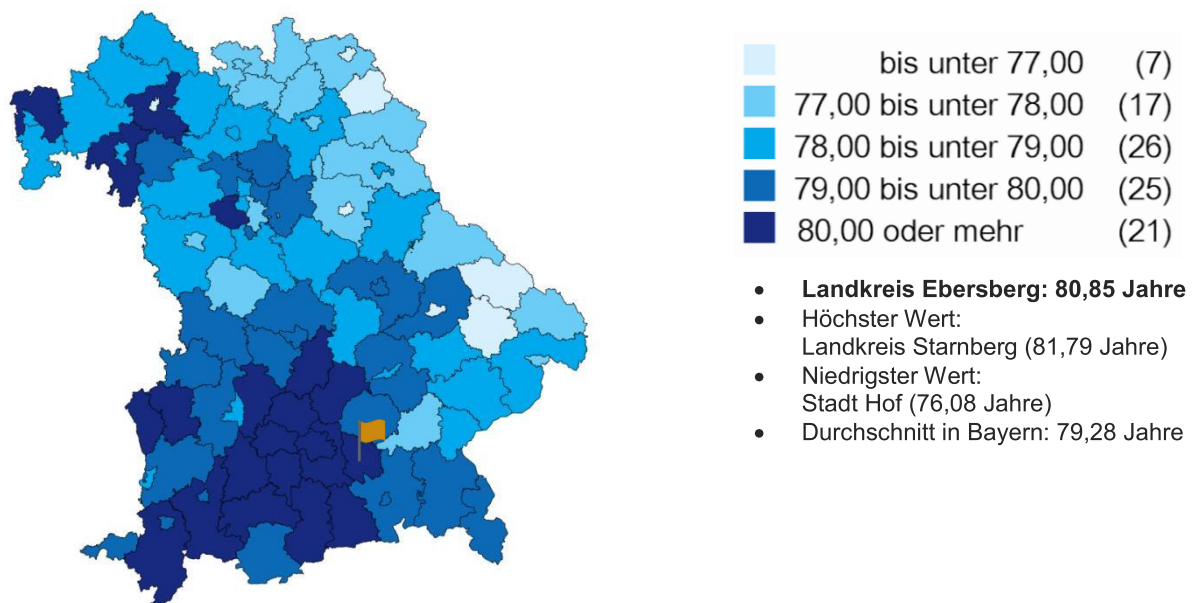 bis unter 77,00 (7)
77,00 bis unter 78,00 (17)
78,00 bis unter 79,00 (26)
79,00 bis unter 80,00 (25)
80,00 oder mehr (21)
• Landkreis Ebersberg: 80,85 Jahre
• Höchster Wert:
Landkreis Starnberg (81,79 Jahre)
• Niedrigster Wert:
Stadt Hof (76,08 Jahre)
• Durchschnitt in Bayern: 79,28 Jahre